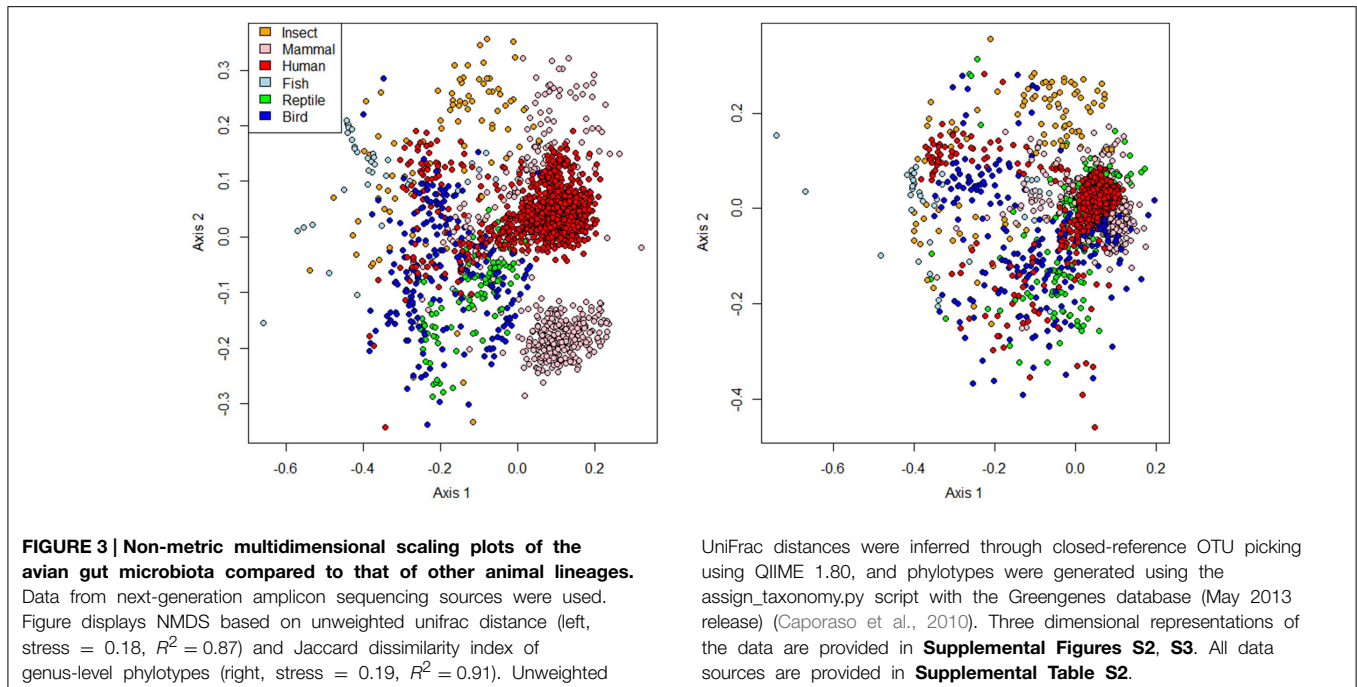 Insect
Mammal
Human
Fish
Reptile
Bird
0.3
0.2
0.1
0.0
-0.1
-0.2
-0.3
Axis 2
-0.6
-0.4
-0.2
0.0
0.2
Axis 1
0.2
0.0
-0.2
-0.4
Axis 2
-0.6
-0.4
-0.2
0.0
0.2
Axis 1
FIGURE 3 | Non-metric multidimensional scaling plots of the
avian gut microbiota compared to that of other animal lineages.
Data from next-generation amplicon sequencing sources were used.
Figure displays NMDS based on unweighted unifrac distance (left,
stress = 0.18, R² = 0.87) and Jaccard dissimilarity index of
genus-level phylotypes (right, stress = 0.19, R² = 0.91). Unweighted
UniFrac distances were inferred through closed-reference OTU picking
using QIIME 1.80, and phylotypes were generated using the
assign_taxonomy.py script with the Greengenes database (May 2013
release) (Caporaso et al., 2010). Three dimensional representations of
the data are provided in Supplemental Figures S2, S3. All data
sources are provided in Supplemental Table S2.